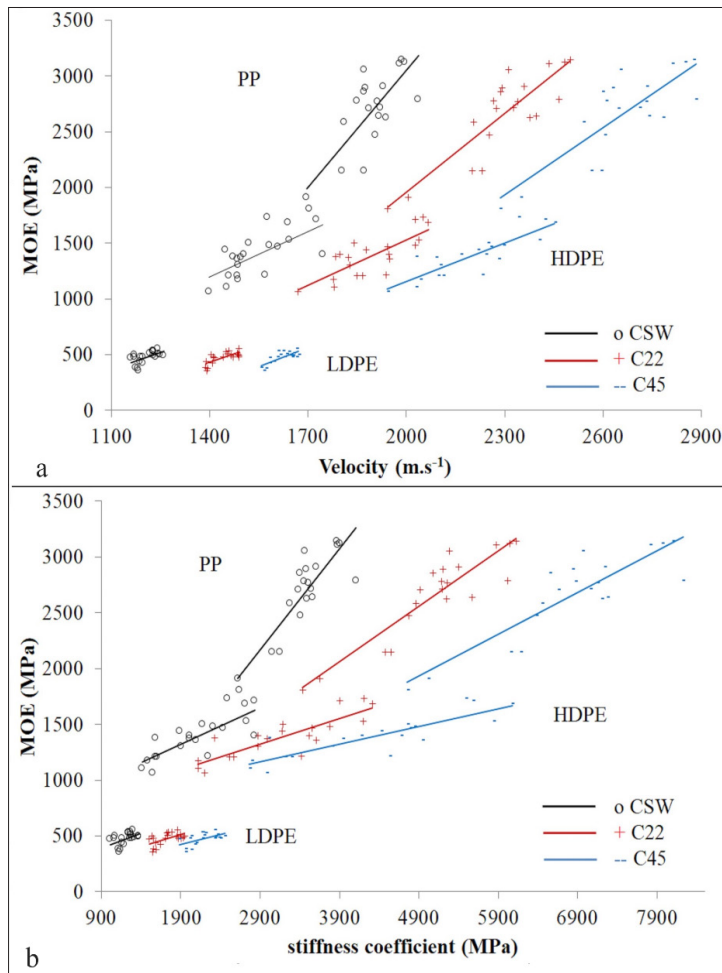 3500
3000
2500
2000
1500
1000
500
0
MOE (MPa)
PP
HDPE
LDPE
o CSW
+ C22
-- C45
1100 1400 1700 2000 2300 2600 2900
Velocity (m.s-1)
a
3500
3000
2500
2000
1500
1000
500
0
MOE (MPa)
PP
HDPE
LDPE
o CSW
+ C22
-- C45
900 1900 2900 3900 4900 5900 6900 7900
stiffness coefficient (MPa)
b